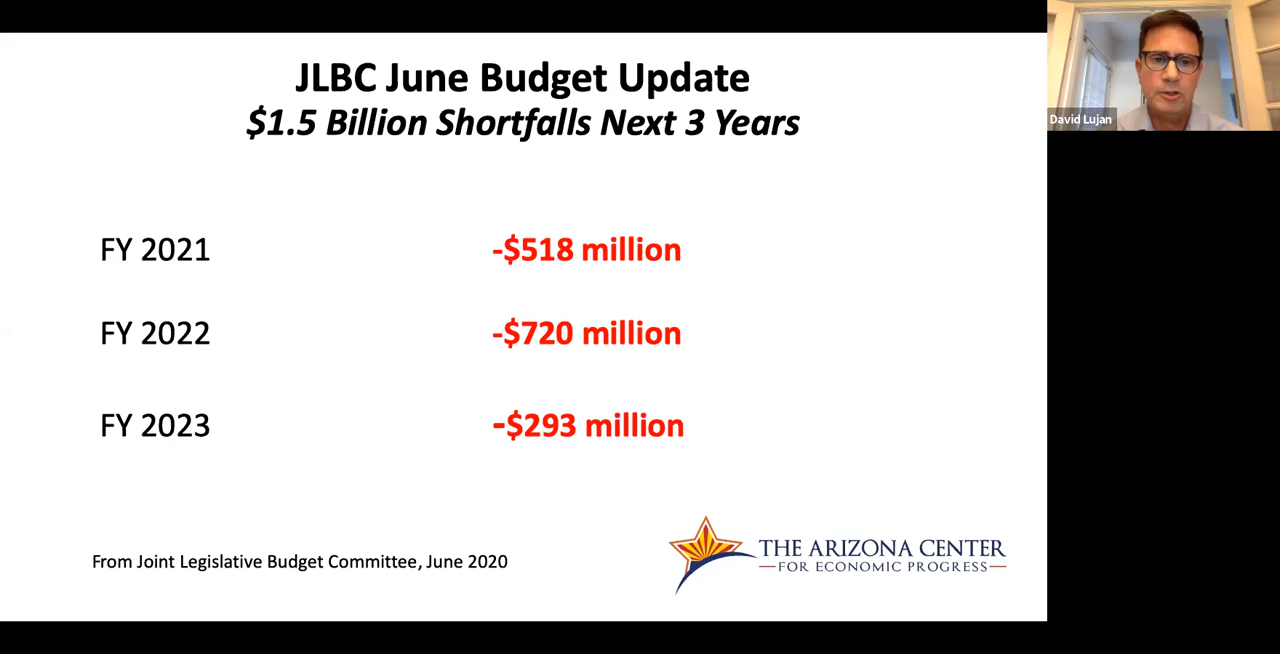 JLBC June Budget Update
$1.5 Billion Shortfalls Next 3 Years
David Lujan
FY 2021 -$518 million
FY 2022 -$720 million
FY 2023 -$293 million
From Joint Legislative Budget Committee, June 2020
THE ARIZONA CENTER
FOR ECONOMIC PROGRESS